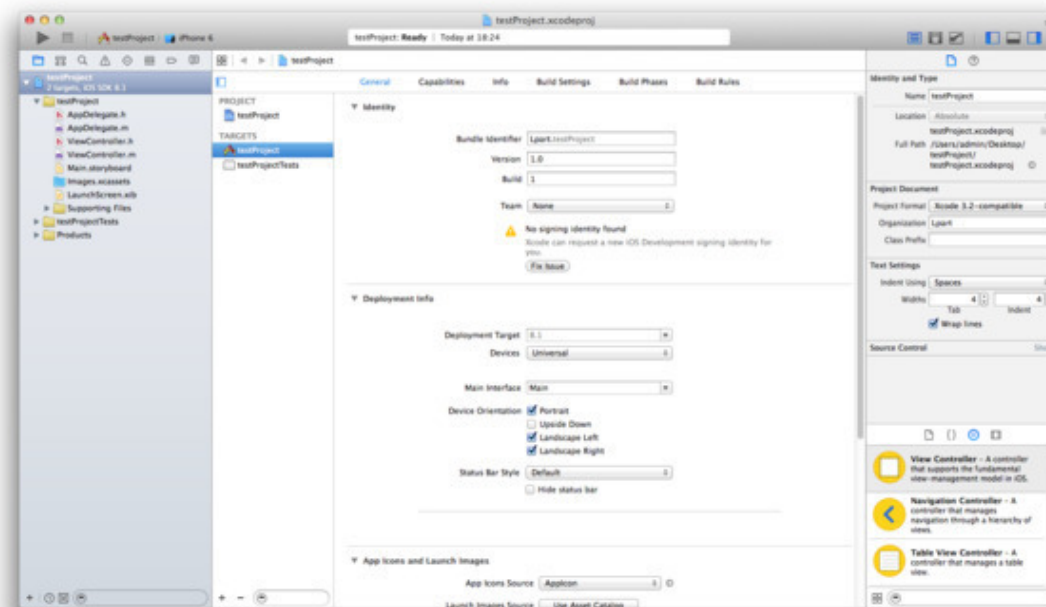 testProject.xcodeproj
testProject
iPhone 6
testProject: Ready | Today at 18:24
testProject
testProject
2 targets, iOS SDK 8.1
testProject
AppDelegate.h
AppDelegate.m
ViewController.h
ViewController.m
Main.storyboard
Images.xcassets
LaunchScreen.xib
Supporting Files
testProjectTests
Products
PROJECT
testProject
TARGETS
testProject
testProjectTests
General Capabilities Info Build Settings Build Phases Build Rules
Identity
Bundle Identifier Lpart.testProject
Version 1.0
Build 1
Team None
No signing identity found
Xcode can request a new iOS Development signing identity for
you.
Fix Issue
Deployment Info
Deployment Target 8.1
Devices Universal
Main Interface Main
Device Orientation Portrait
Upside Down
Landscape Left
Landscape Right
Status Bar Style Default
Hide status bar
App Icons and Launch Images
App Icons Source AppIcon
Launch Images Source Use Asset Catalog
Identity and Type
Name testProject
Location Absolute
testProject.xcodeproj
Full Path /Users/admin/Desktop/
testProject/
testProject.xcodeproj
Project Document
Project Format Xcode 3.2-compatible
Organization Lpart
Class Prefix
Text Settings
Indent Using Spaces
Widths 4 4
Tab Indent
Wrap lines
Source Control
View Controller - A controller
that supports the fundamental
view-management model in iOS.
Navigation Controller - A
controller that manages
navigation through a hierarchy of
views.
Table View Controller - A
controller that manages a table
view.